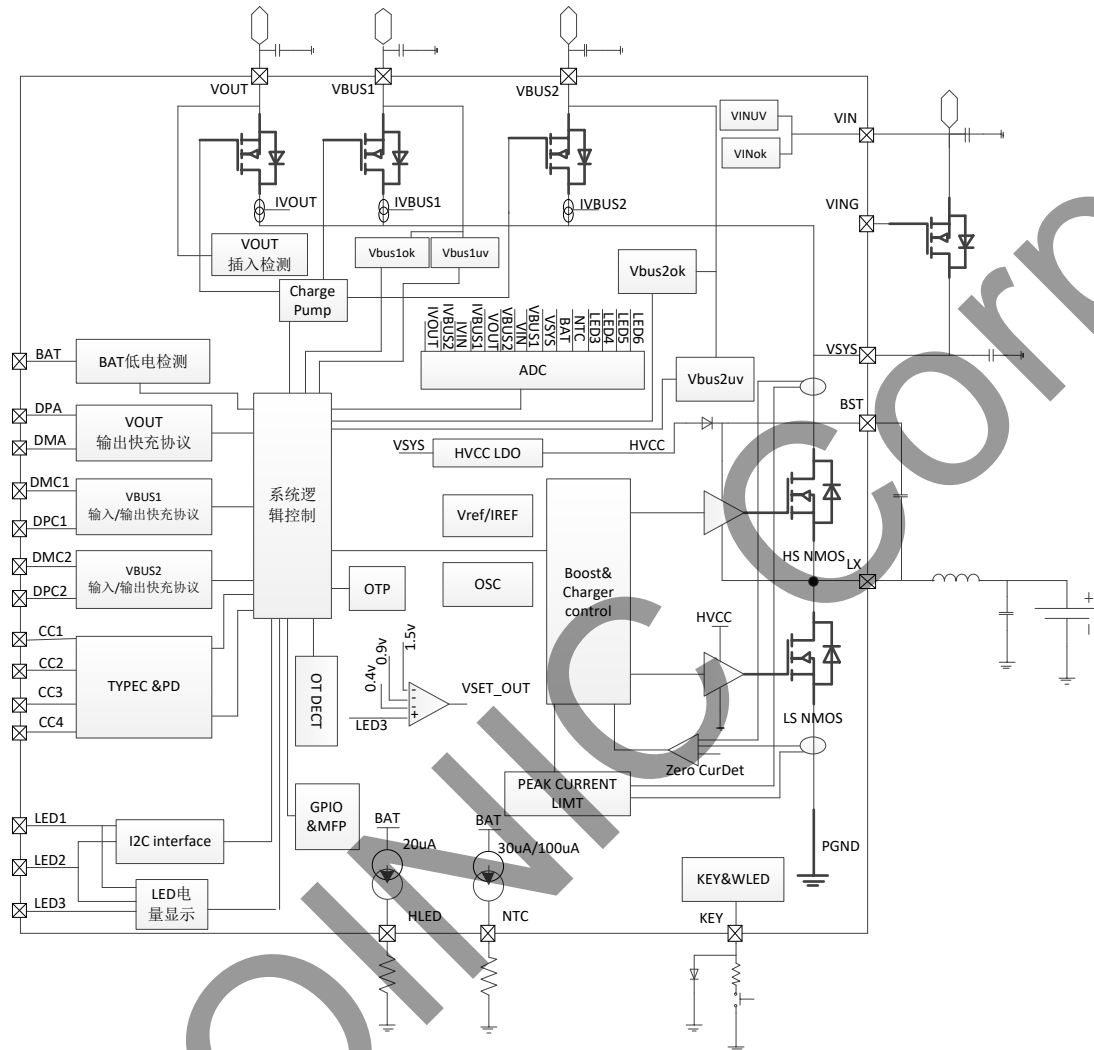 VOUT
VBUS1
VBUS2
VINUV
VINok
VIN
VING
IVOUT
IVBUS1
IVBUS2
VOUT
插入检测
Vbus1ok
Vbus1uv
Vbus2ok
Charge
Pump
IVOUT
IVBUS2
IVIN
IVBUS1
VOUT
VBUS2
VIN
VBUS1
VSYS
BAT
NTC
LED3
LED4
LED5
LED6
ADC
Vbus2uv
VSYS
BST
BAT
BAT低电检测
DPA
DMA
VOUT
输出快充协议
VSYS
HVCC LDO
HVCC
DMC1
DPC1
VBUS1
输入/输出快充协议
系统逻
辑控制
Vref/IREF
DMC2
DPC2
VBUS2
输入/输出快充协议
OTP
OSC
Boost&
Charger
control
HS NMOS
LX
HVCC
CC1
CC2
CC3
CC4
TYPEC &PD
OT DECT
0.4v
0.9v
1.5v
LED3
VSET_OUT
LS NMOS
Zero CurDet
PEAK CURRENT
LIMT
GPIO
&MFP
BAT
20uA
BAT
30uA/100uA
PGND
LED1
LED2
LED3
I2C interface
LED电
量显示
KEY&WLED
HLED
NTC
KEY
OINIC Corp